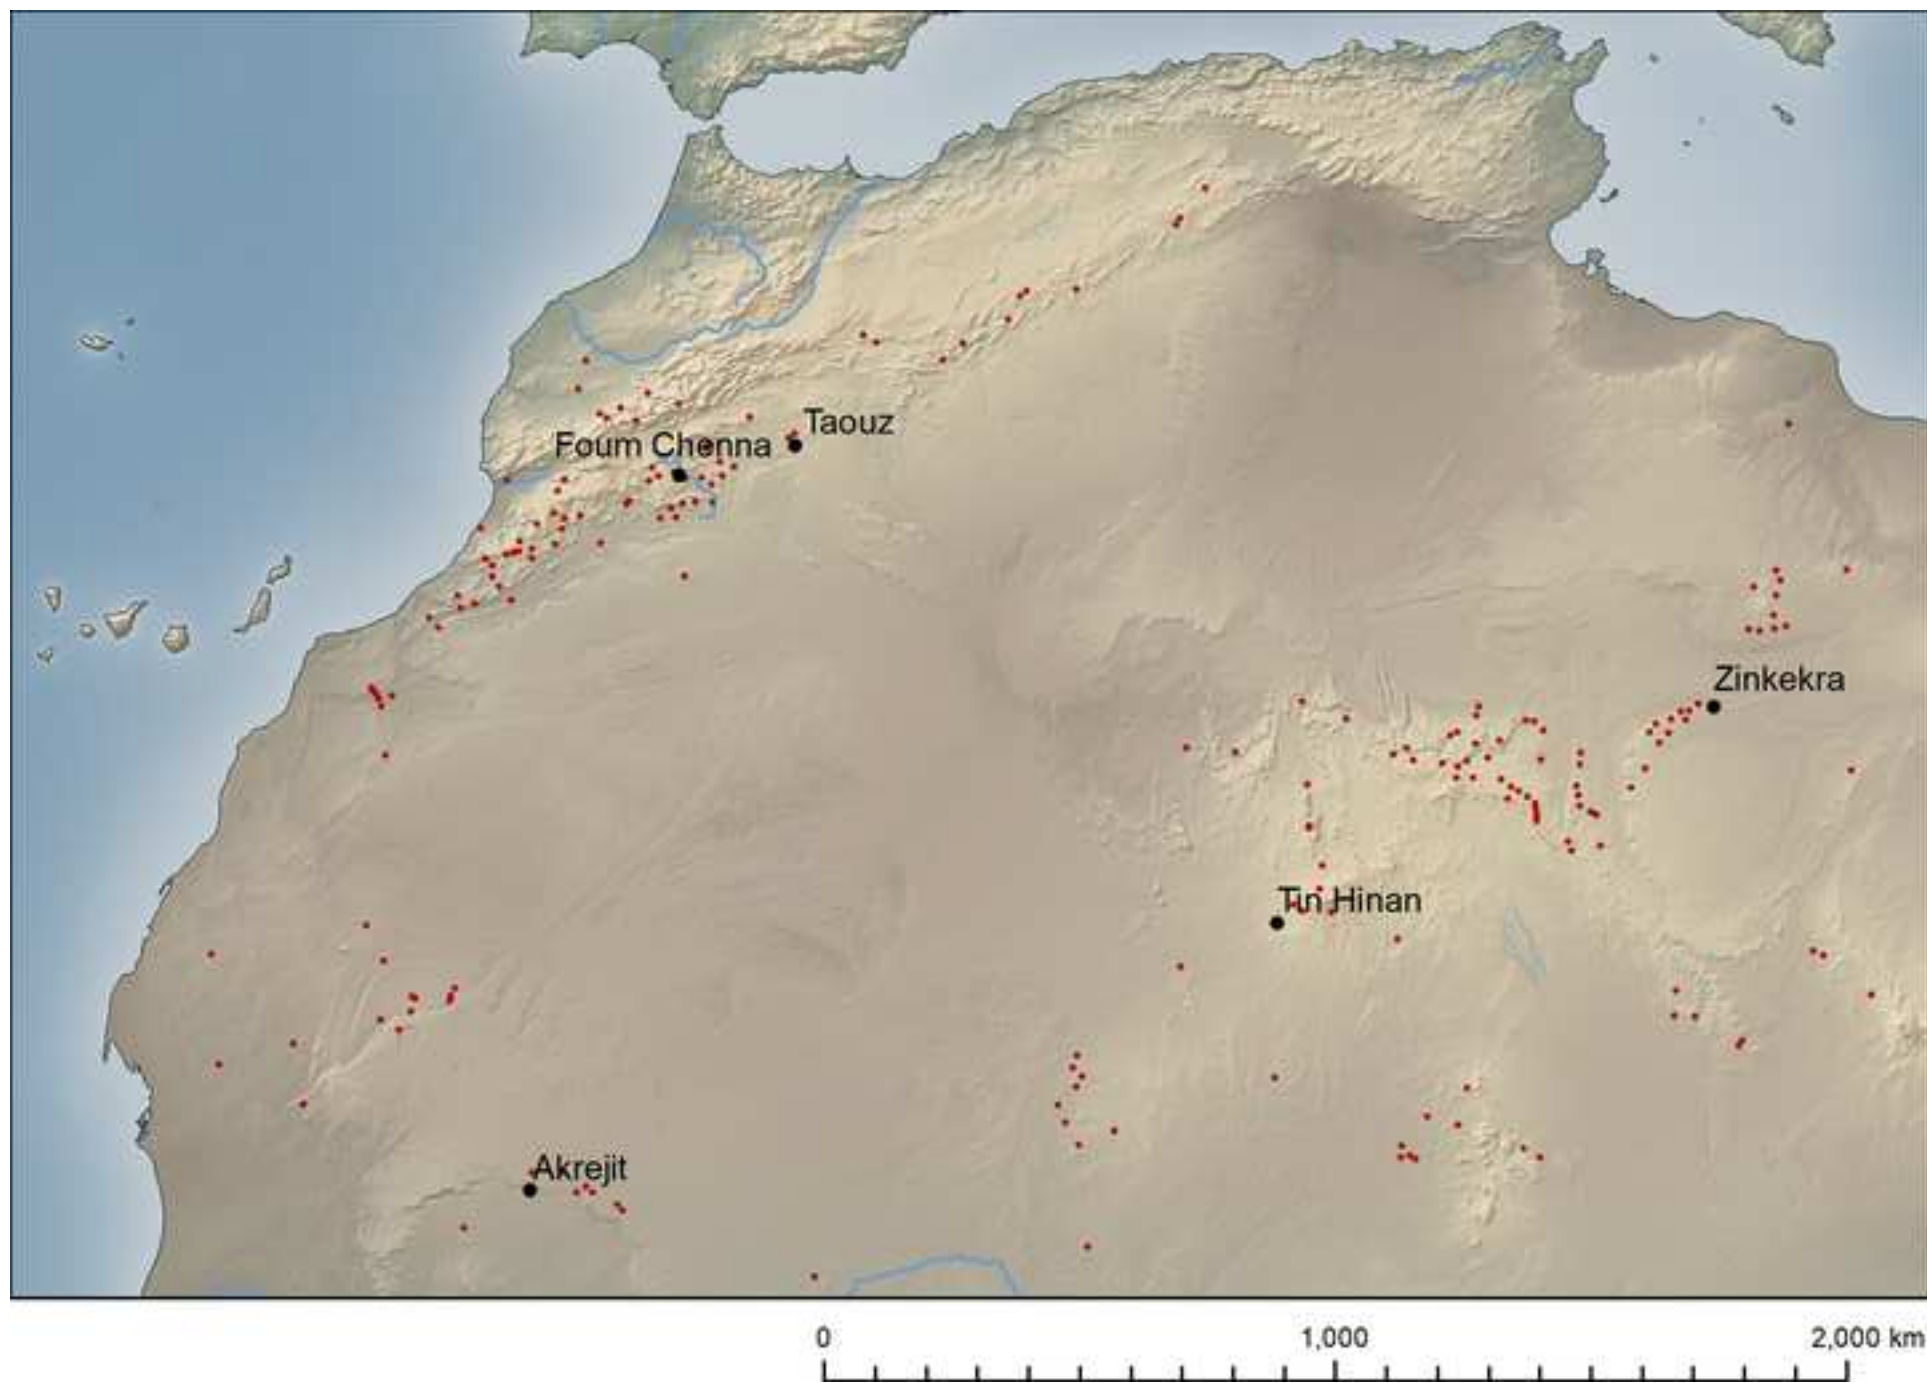 Taouz
Foum Chenna
Zinkekra
Tin Hinan
Akrejit
0 1,000 2,000 km